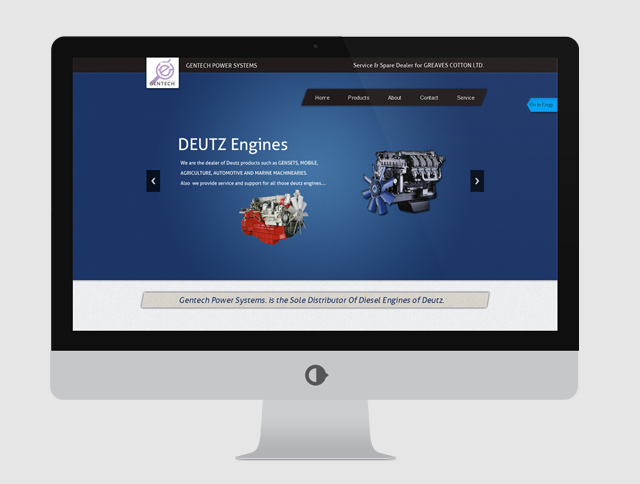 GENTECH POWER SYSTEMS
Service & Spare Dealer for GREAVES COTTON LTD.
GENTECH
Home Products About Contact Service
DEUTZ Engines
We are the dealer of Deutz products such as GENSETS, MOBILE,
AGRICULTURE, AUTOMOTIVE AND MARINE MACHINEARIES.
Also we provide service and support for all those deutz engines....
Gentech Power Systems. is the Sole Distributor Of Diesel Engines of Deutz.